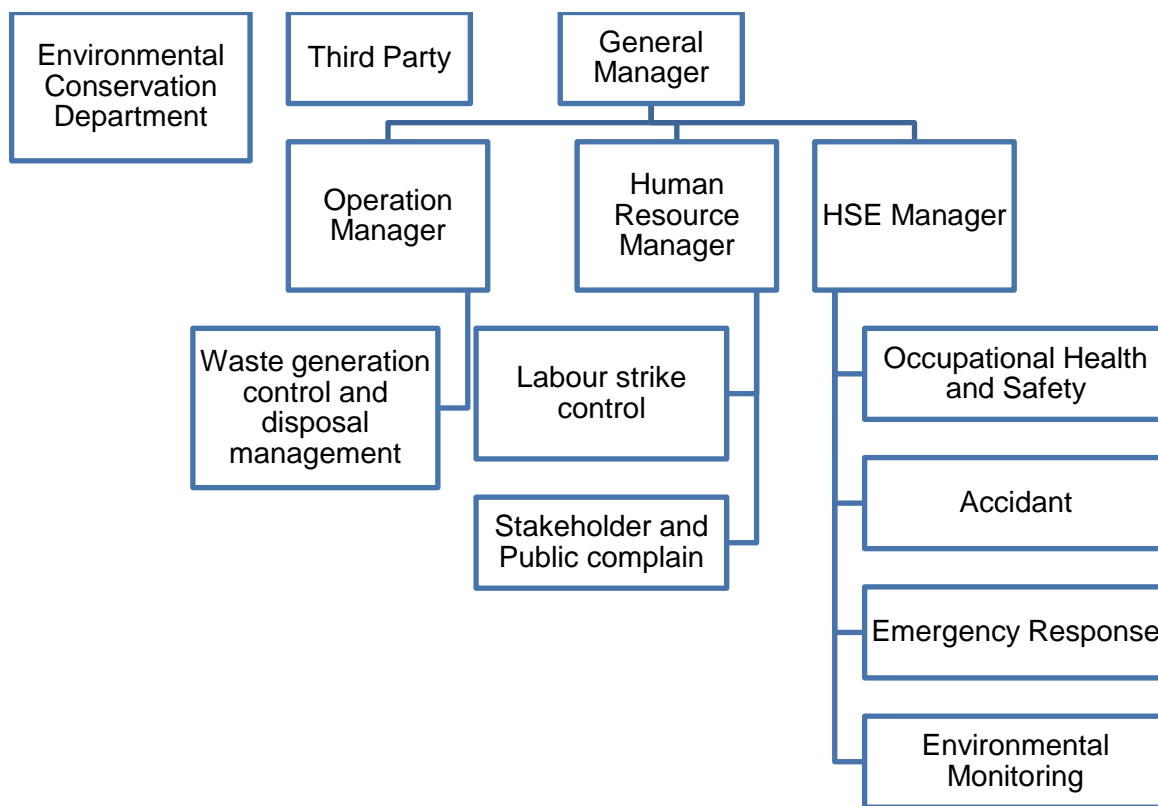 Environmental
Conservation
Department
Third Party
General
Manager
Operation
Manager
Human
Resource
Manager
HSE Manager
Waste generation
control and
disposal
management
Labour strike
control
Stakeholder and
Public complain
Occupational Health
and Safety
Accidant
Emergency Response
Environmental
Monitoring